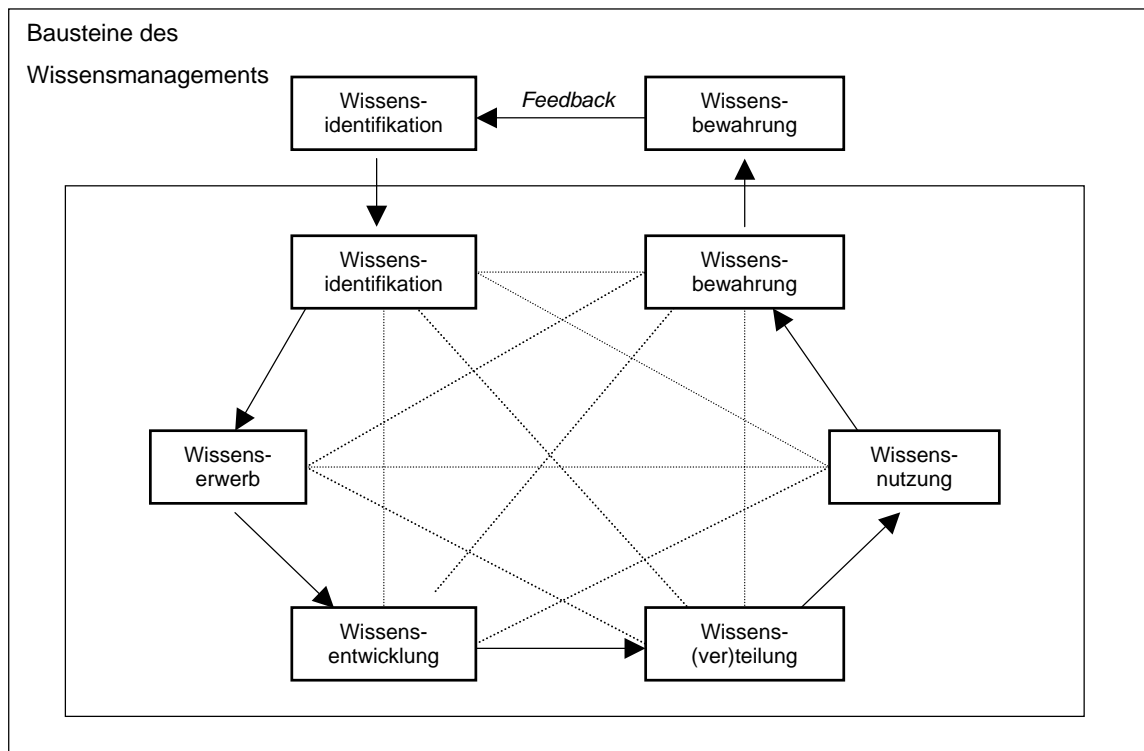 Bausteine des
Wissensmanagements
Wissens-
identifikation
Feedback
Wissens-
bewahrung
Wissens-
identifikation
Wissens-
bewahrung
Wissens-
erwerb
Wissens-
nutzung
Wissens-
entwicklung
Wissens-
(ver)teilung